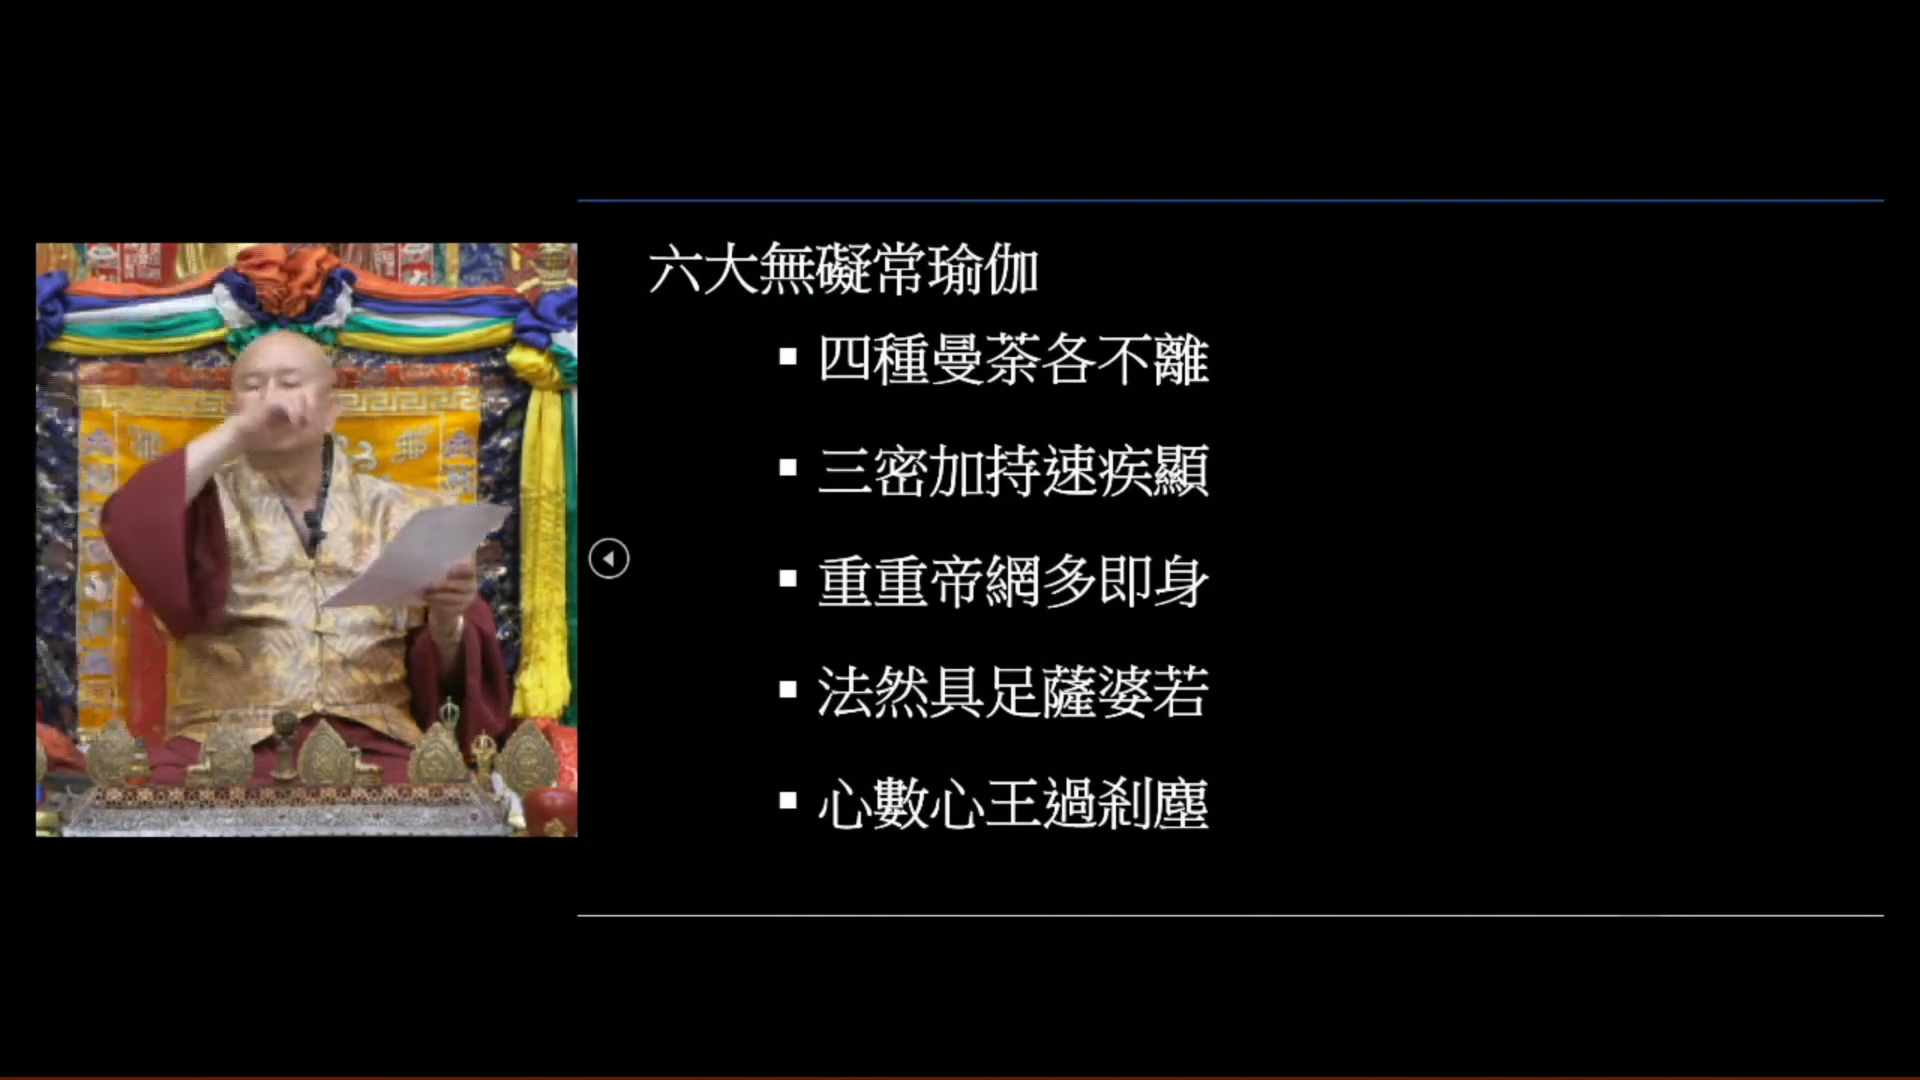 六大無礙常瑜伽
▪ 四種曼荼各不離
▪ 三密加持速疾顯
▪ 重重帝網多即身
▪ 法然具足薩婆若
▪ 心數心王過剎塵